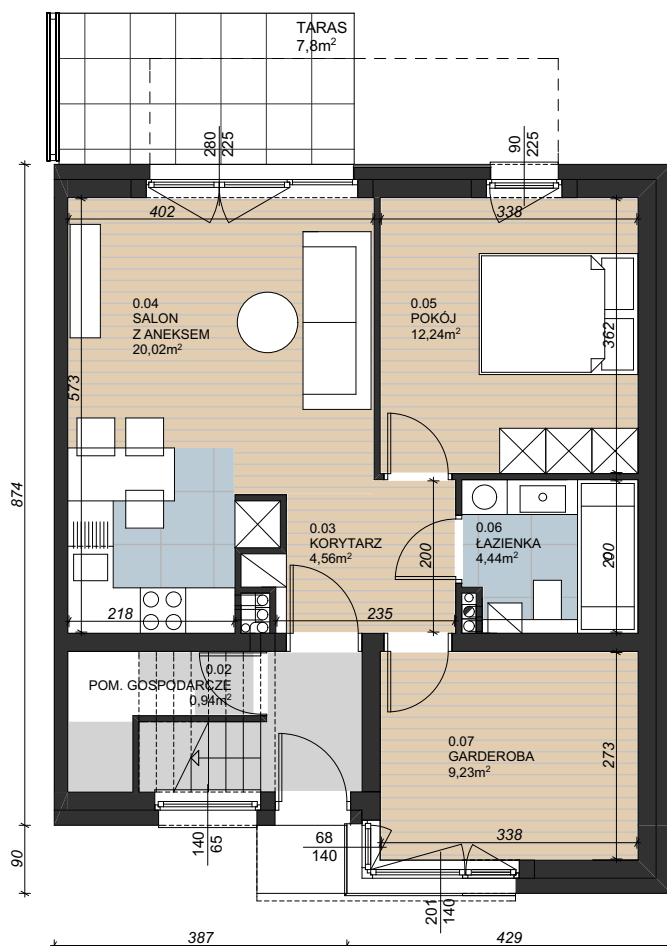 TARAS
7,8m²
280
225
90
225
402
338
0.04
SALON
Z ANEKSEM
20,02m²
0.05
POKÓJ
12,24m²
362
573
874
0.03
KORYTARZ
4,56m²
200
0.06
ŁAZIENKA
4,44m²
200
218
235
0.02
POM. GOSPODARCZE
0,94m²
0.07
GARDEROBA
9,23m²
273
140
65
68
140
338
90
201
140
387
429